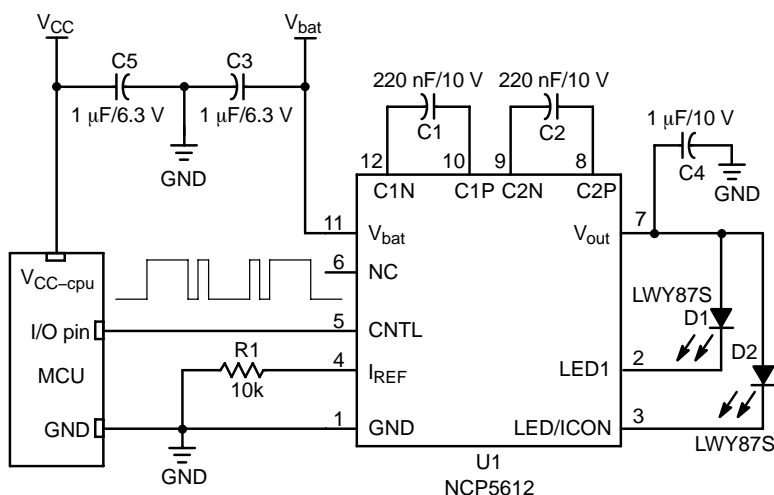 VCC
Vbat
C5
C3
1 μF/6.3 V
1 μF/6.3 V
GND
220 nF/10 V
220 nF/10 V
C1
C2
1 μF/10 V
C4
GND
12
10
9
8
C1N
C1P
C2N
C2P
11
Vbat
Vout
7
6
NC
VCC–cpu
I/O pin
5
CNTL
LWY87S
D1
MCU
R1
10k
4
IREF
LED1
2
D2
GND
1
GND
LED/ICON
3
LWY87S
GND
U1
NCP5612